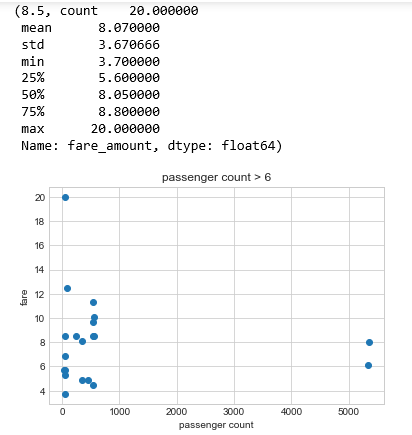 (8.5, count    20.000000
mean      8.070000
std       3.670666
min       3.700000
25%       5.600000
50%       8.050000
75%       8.800000
max      20.000000
Name: fare_amount, dtype: float64)
passenger count > 6
20
18
16
14
12
10
8
6
4
fare
0 1000 2000 3000 4000 5000
passenger count